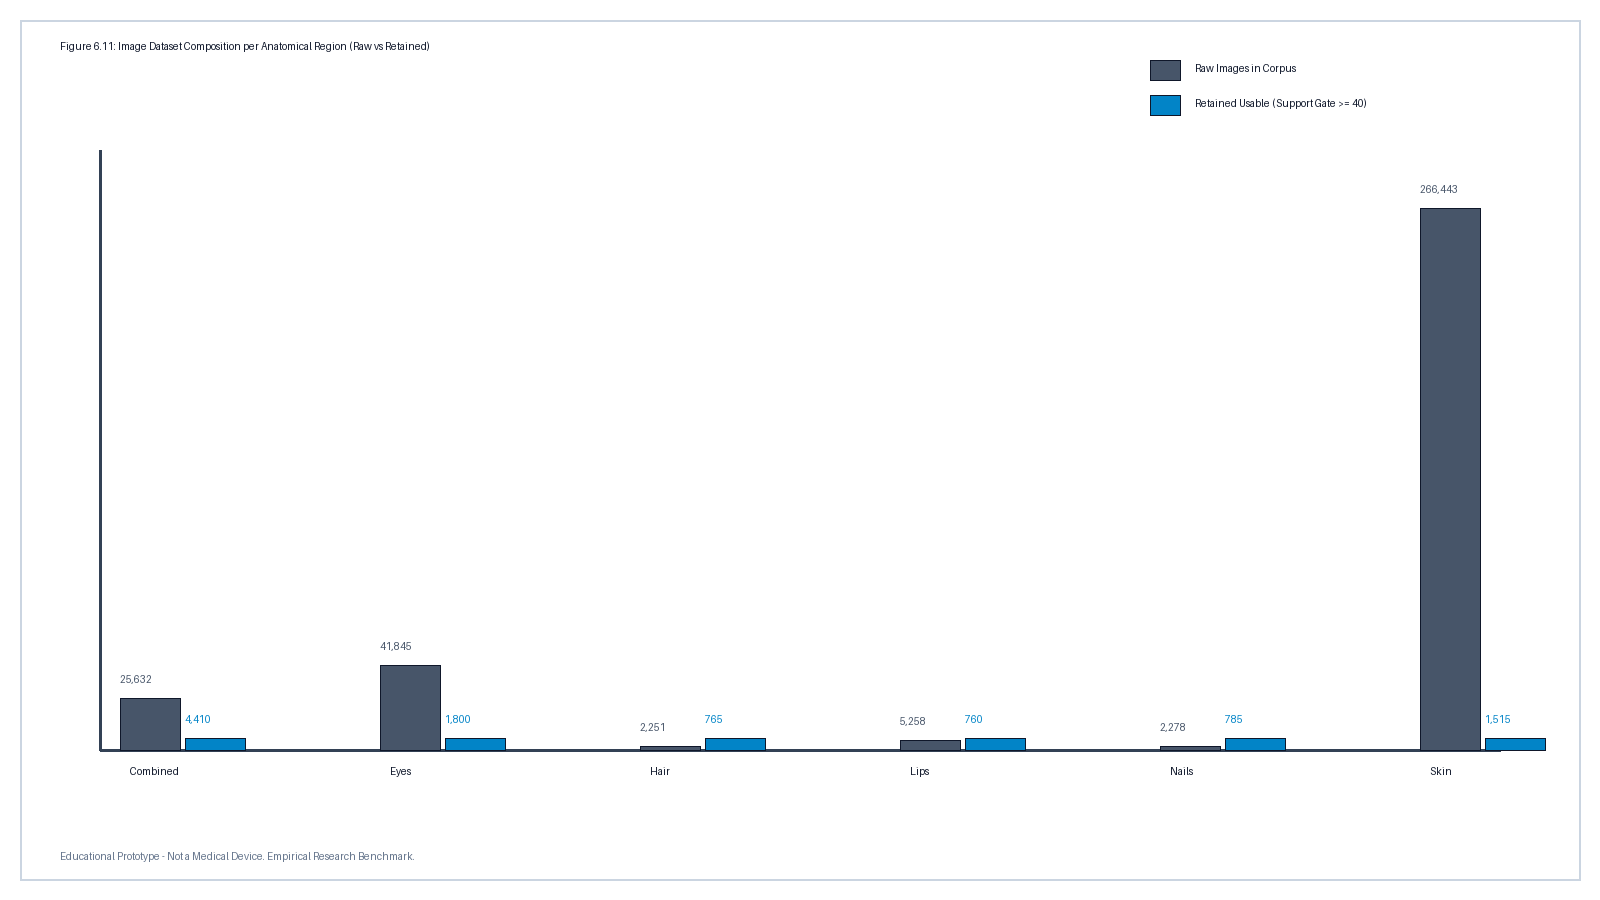 Figure 6.11: Image Dataset Composition per Anatomical Region (Raw vs Retained)
Raw Images in Corpus
Retained Usable (Support Gate >= 40)
266,443
41,845
25,632
4,410
1,800
2,251
765
5,258
760
2,278
785
1,515
Combined
Eyes
Hair
Lips
Nails
Skin
Educational Prototype - Not a Medical Device. Empirical Research Benchmark.